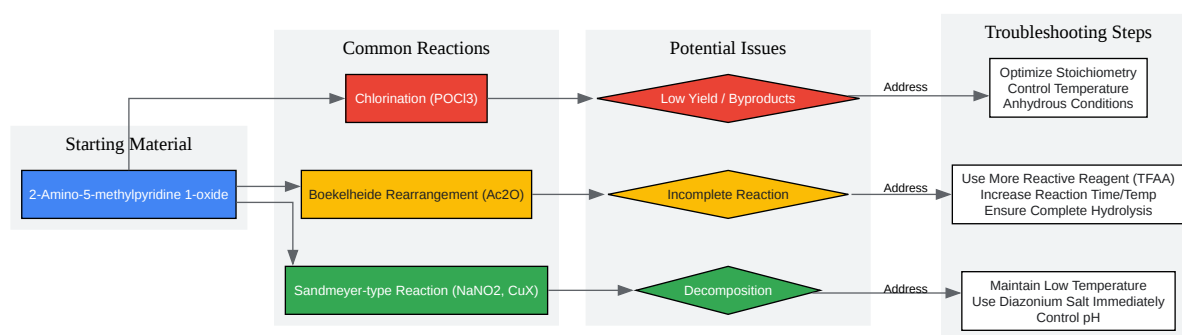 Common Reactions
Potential Issues
Troubleshooting Steps
Starting Material
2-Amino-5-methylpyridine 1-oxide
Chlorination (POCl3)
Low Yield / Byproducts
Address
Optimize Stoichiometry
Control Temperature
Anhydrous Conditions
Boekelheide Rearrangement (Ac2O)
Incomplete Reaction
Address
Use More Reactive Reagent (TFAA)
Increase Reaction Time/Temp
Ensure Complete Hydrolysis
Sandmeyer-type Reaction (NaNO2, CuX)
Decomposition
Address
Maintain Low Temperature
Use Diazonium Salt Immediately
Control pH